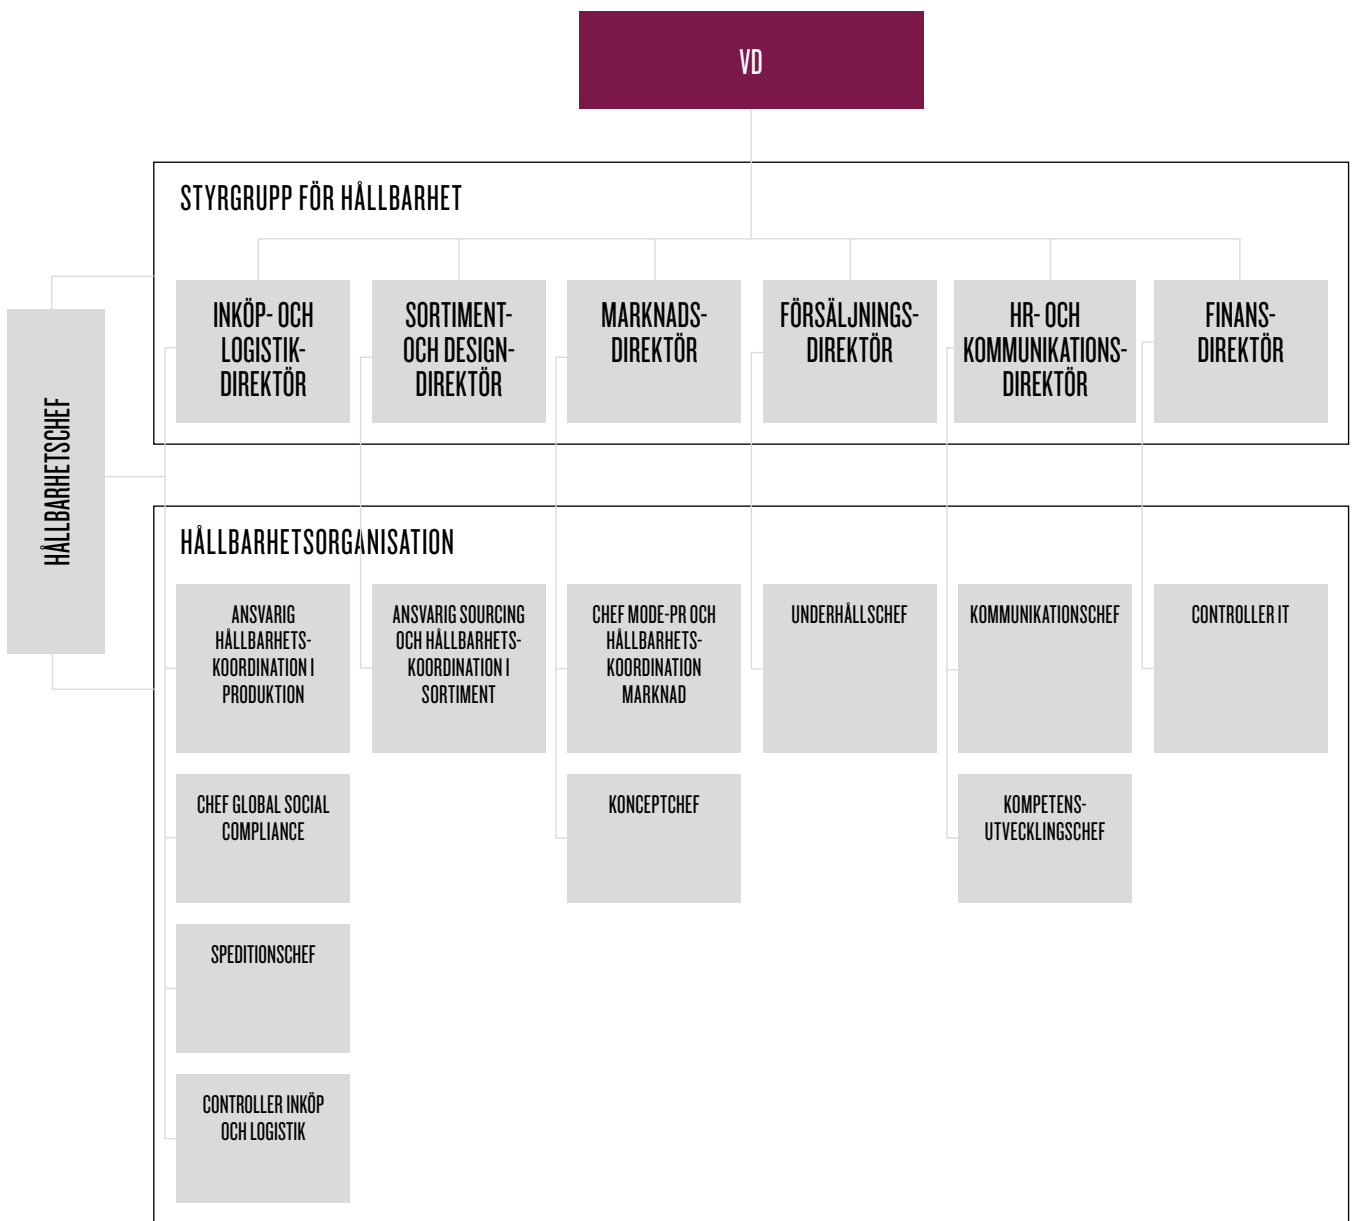 VD
STYRGRUPP FÖR HÅLLBARHET
INKÖP- OCH
LOGISTIK-
DIREKTÖR
SORTIMENT-
OCH DESIGN-
DIREKTÖR
MARKNADS-
DIREKTÖR
FÖRSÄLJNINGS-
DIREKTÖR
HR- OCH
KOMMUNIKATIONS-
DIREKTÖR
FINANS-
DIREKTÖR
HÅLLBARHETSCHEF
HÅLLBARHETSORGANISATION
ANSVARIG
HÅLLBARHETS-
KOORDINATION I
PRODUKTION
ANSVARIG SOURCING
OCH HÅLLBARHETS-
KOORDINATION I
SORTIMENT
CHEF MODE-PR OCH
HÅLLBARHETS-
KOORDINATION
MARKNAD
UNDERHÅLLSCHEF
KOMMUNIKATIONSCHEF
CONTROLLER IT
CHEF GLOBAL SOCIAL
COMPLIANCE
KONCEPTCHEF
KOMPETENS-
UTVECKLINGSCHEF
SPEDITIONSCHEF
CONTROLLER INKÖP
OCH LOGISTIK